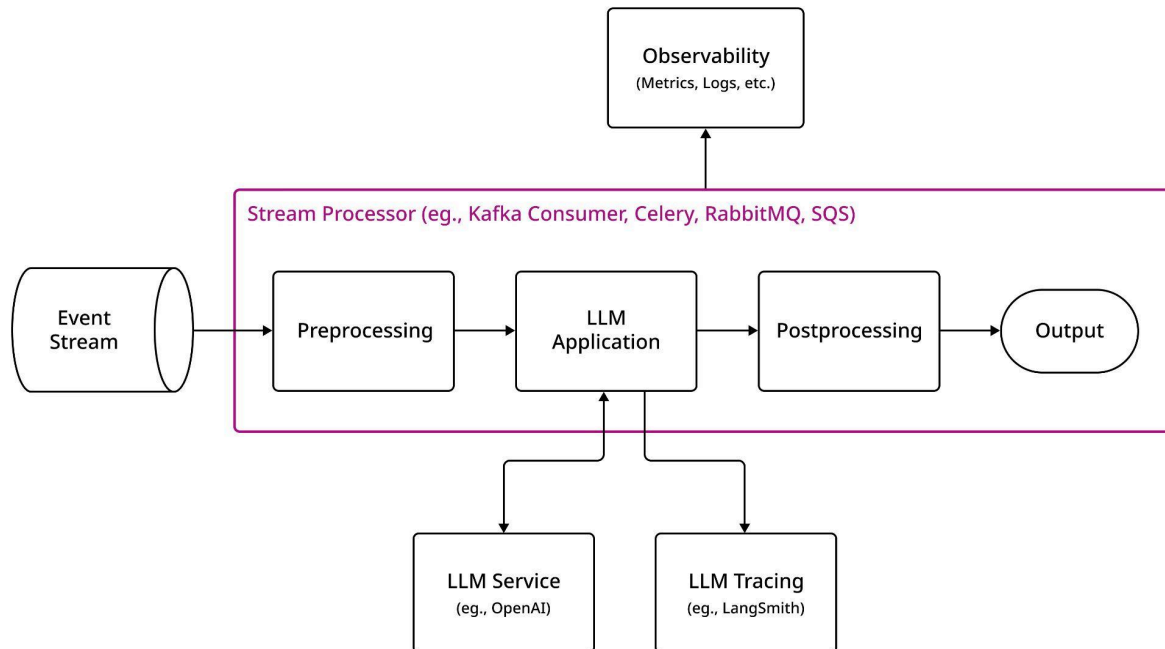 Observability
(Metrics, Logs, etc.)
Stream Processor (eg., Kafka Consumer, Celery, RabbitMQ, SQS)
Event
Stream
Preprocessing
LLM
Application
Postprocessing
Output
LLM Service
(eg., OpenAI)
LLM Tracing
(eg., LangSmith)